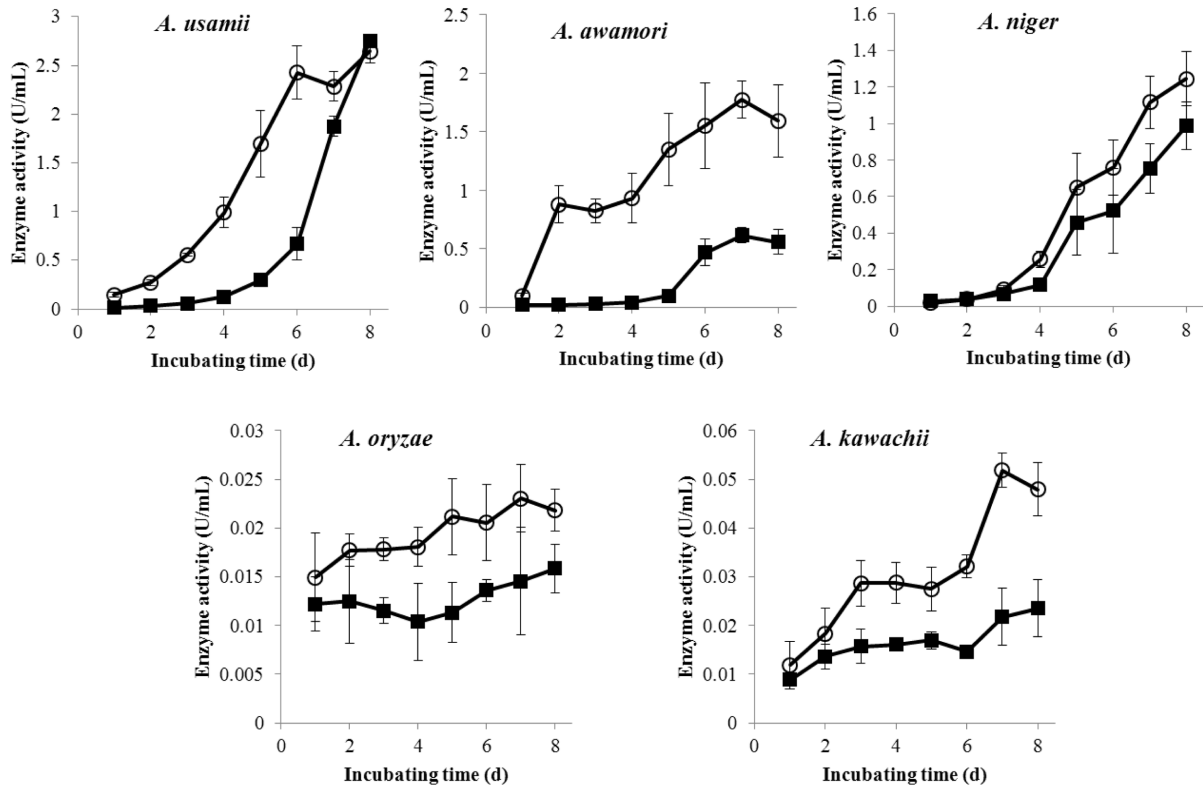 A. usamii
Enzyme activity (U/mL)
3
2.5
2
1.5
1
0.5
0
0 2 4 6 8
Incubating time (d)
A. awamori
Enzyme activity (U/mL)
2.5
2
1.5
1
0.5
0
0 2 4 6 8
Incubating time (d)
A. niger
Enzyme activity (U/mL)
1.6
1.4
1.2
1
0.8
0.6
0.4
0.2
0
0 2 4 6 8
Incubating time (d)
A. oryzae
Enzyme activity (U/mL)
0.03
0.025
0.02
0.015
0.01
0.005
0
0 2 4 6 8
Incubating time (d)
A. kawachii
Enzyme activity (U/mL)
0.06
0.05
0.04
0.03
0.02
0.01
0
0 2 4 6 8
Incubating time (d)